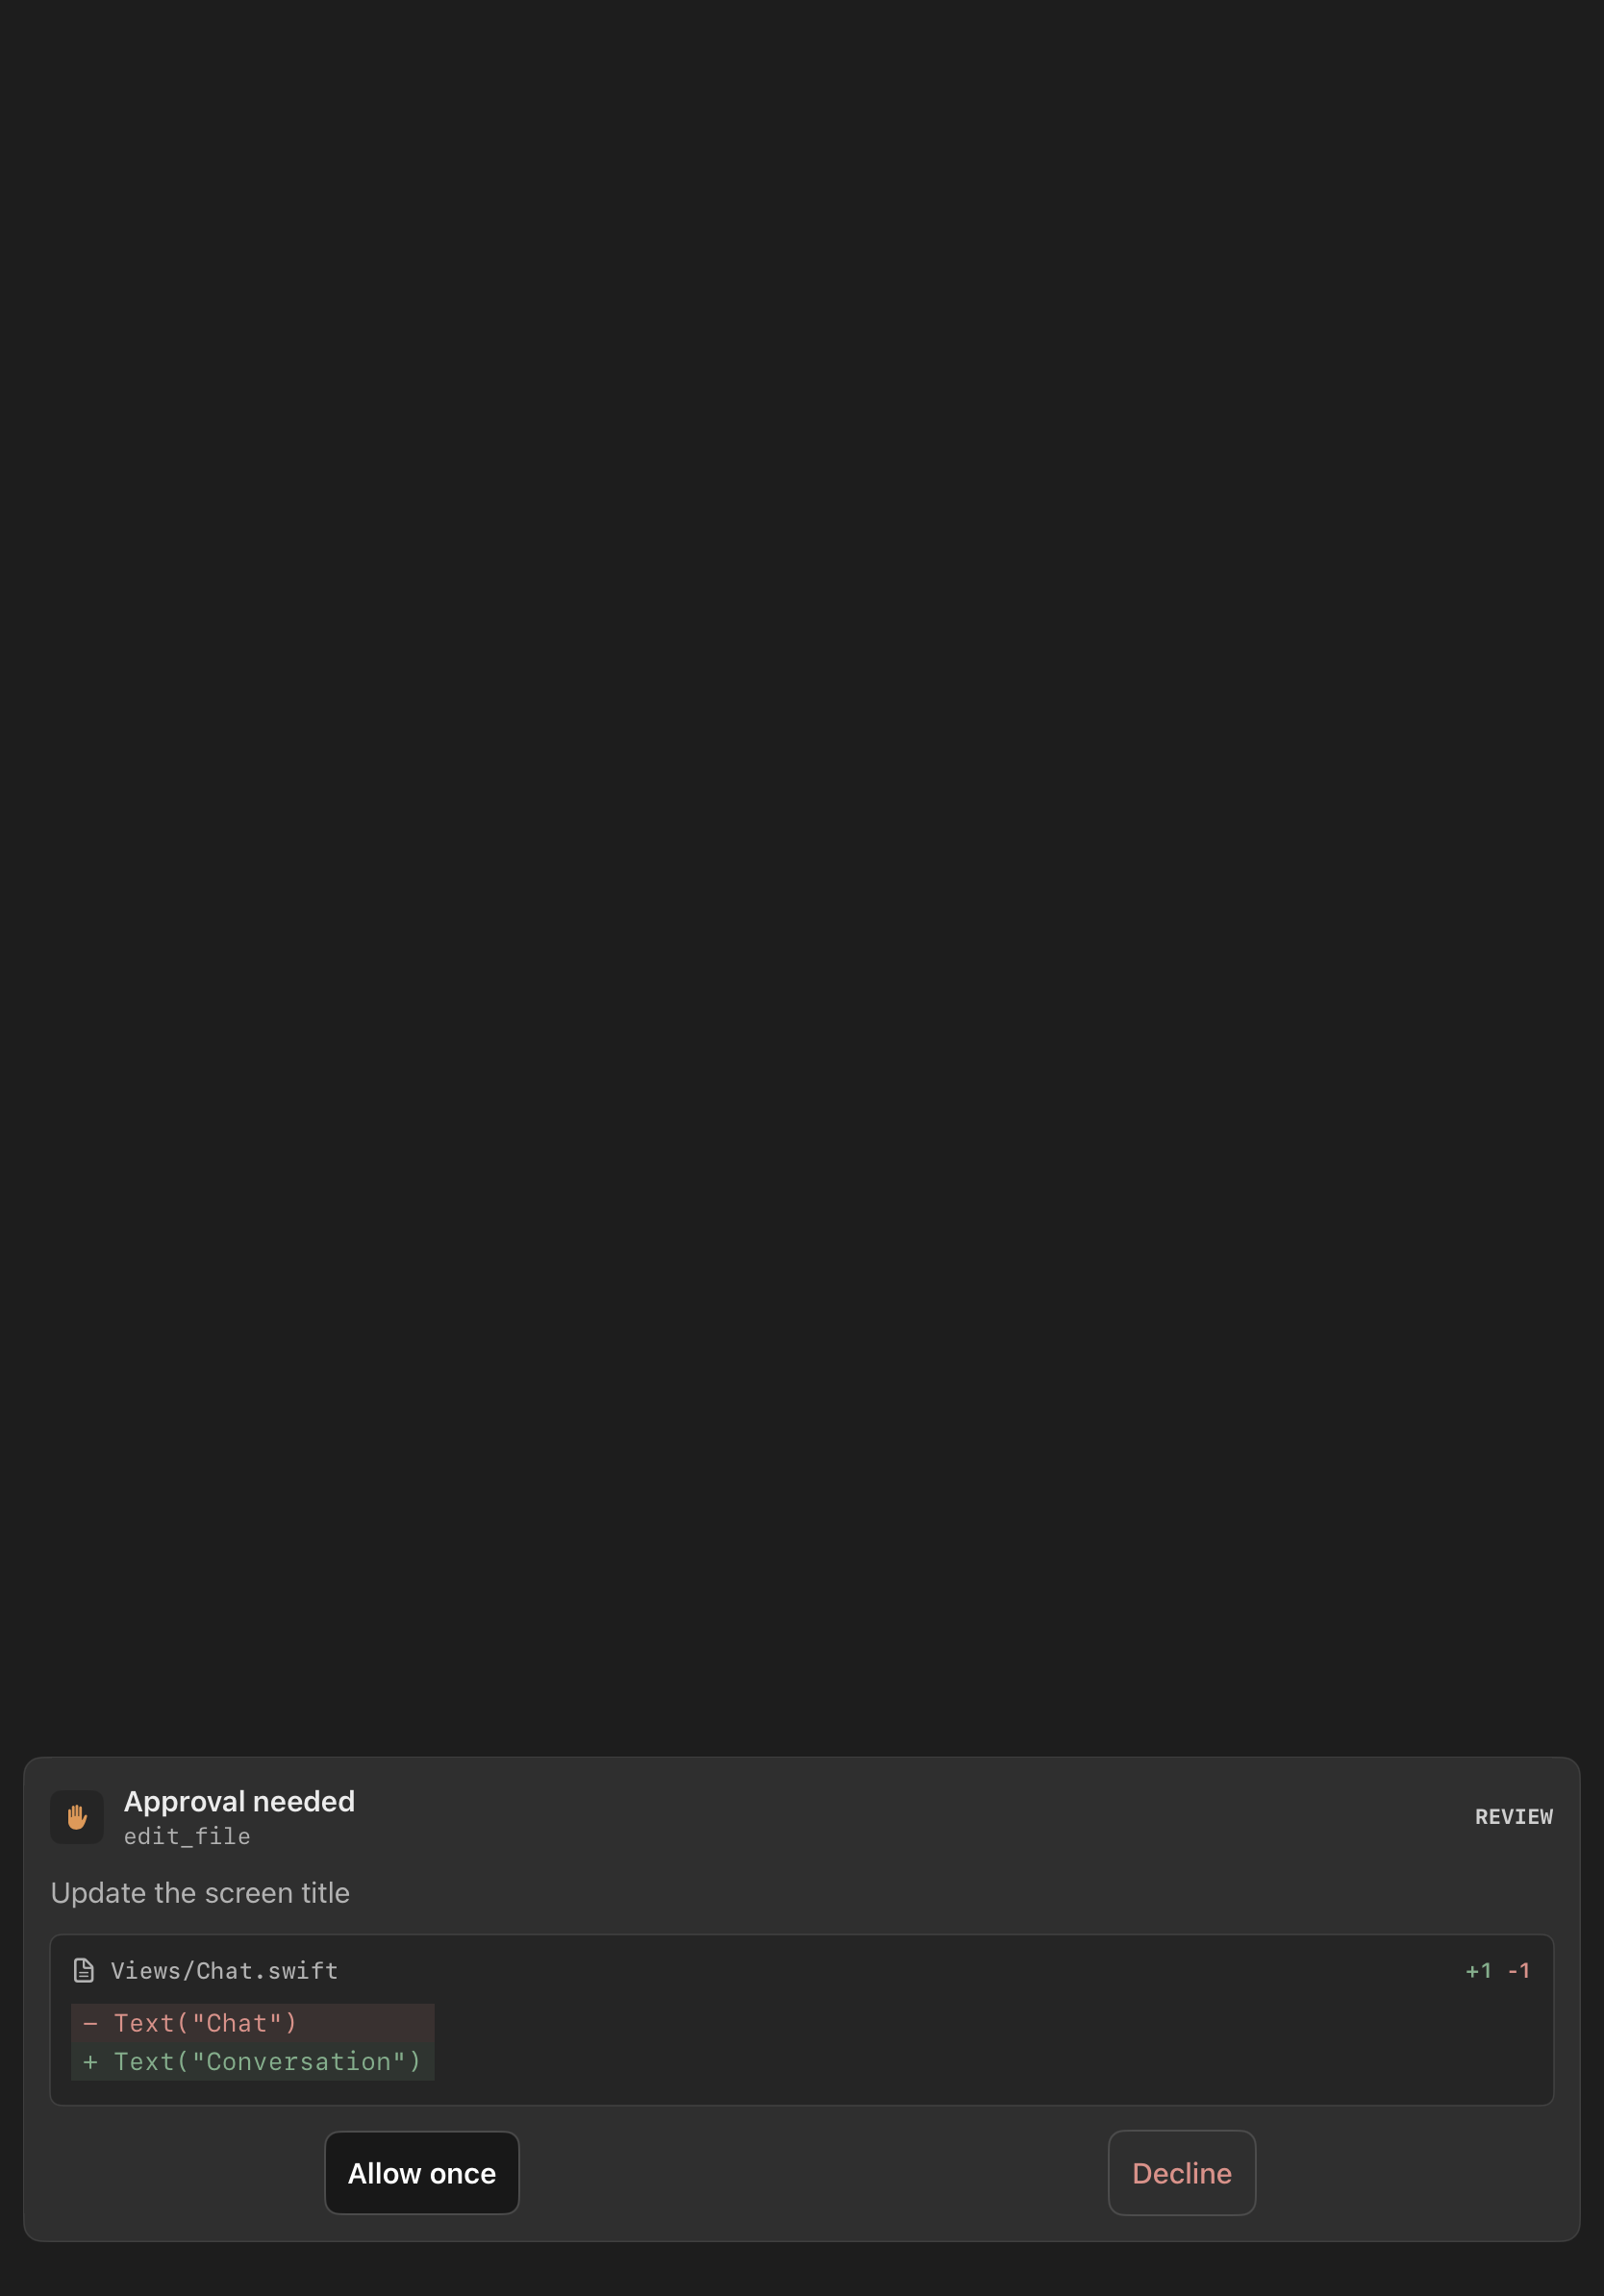 Approval needed
edit_file
REVIEW
Update the screen title
Views/Chat.swift
+1 -1
− Text("Chat")
+ Text("Conversation")
Allow once
Decline